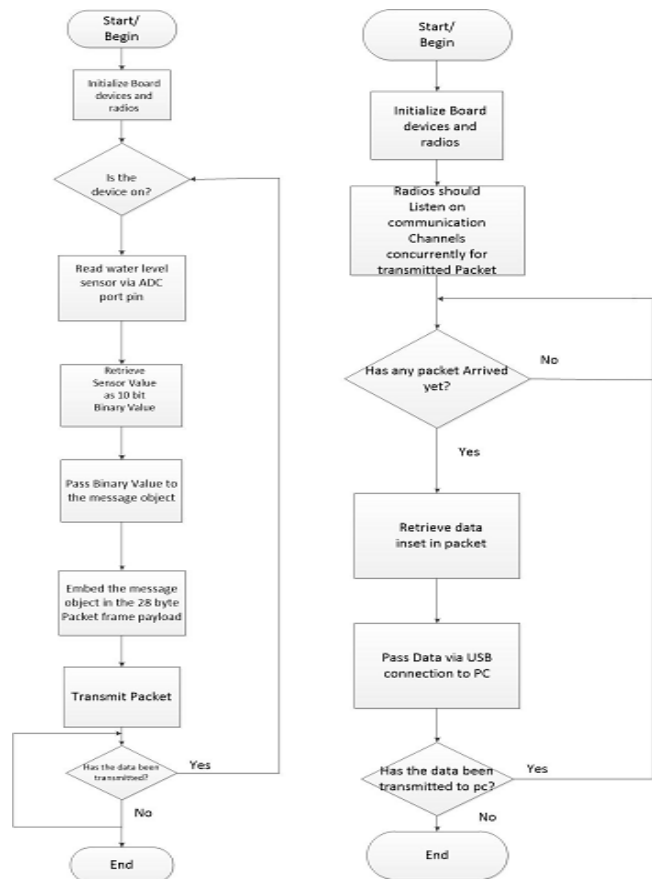 Start/
Begin
Initialize Board
devices and
radios
Is the
device on?
Read water level
sensor via ADC
port pin
Retrieve
Sensor Value
as 10 bit
Binary Value
Pass Binary Value to
the message object
Embed the message
object in the 28 byte
Packet frame payload
Transmit Packet
Has the data been
transmitted?
Yes
No
End
Start/
Begin
Initialize Board
devices and
radios
Radios should
Listen on
communication
Channels
concurrently for
transmitted Packet
Has any packet Arrived
yet?
No
Yes
Retrieve data
inset in packet
Pass Data via USB
connection to PC
Has the data been
transmitted to pc?
Yes
No
End